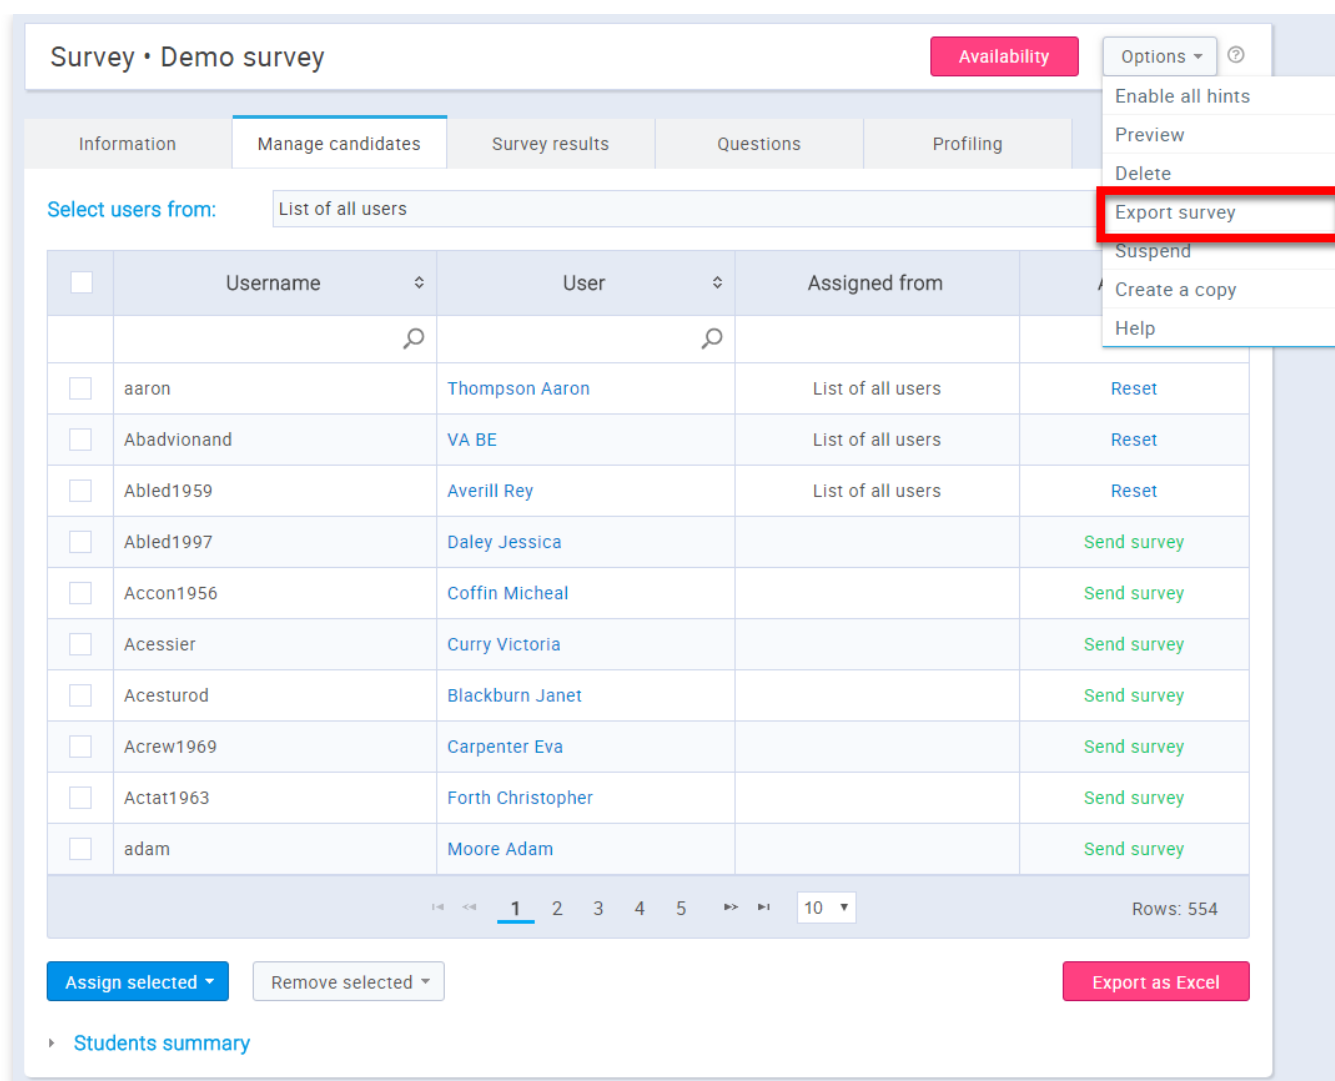 Survey • Demo survey
Availability
Options
Enable all hints
Preview
Delete
Export survey
Suspend
Create a copy
Help
Information Manage candidates Survey results Questions Profiling
Select users from: List of all users
Username User Assigned from
aaron Thompson Aaron List of all users Reset
Abadvionand VA BE List of all users Reset
Abled1959 Averill Rey List of all users Reset
Abled1997 Daley Jessica Send survey
Accon1956 Coffin Micheal Send survey
Acessier Curry Victoria Send survey
Acesturod Blackburn Janet Send survey
Acrew1969 Carpenter Eva Send survey
Actat1963 Forth Christopher Send survey
adam Moore Adam Send survey
1 2 3 4 5 10 Rows: 554
Assign selected Remove selected Export as Excel
Students summary